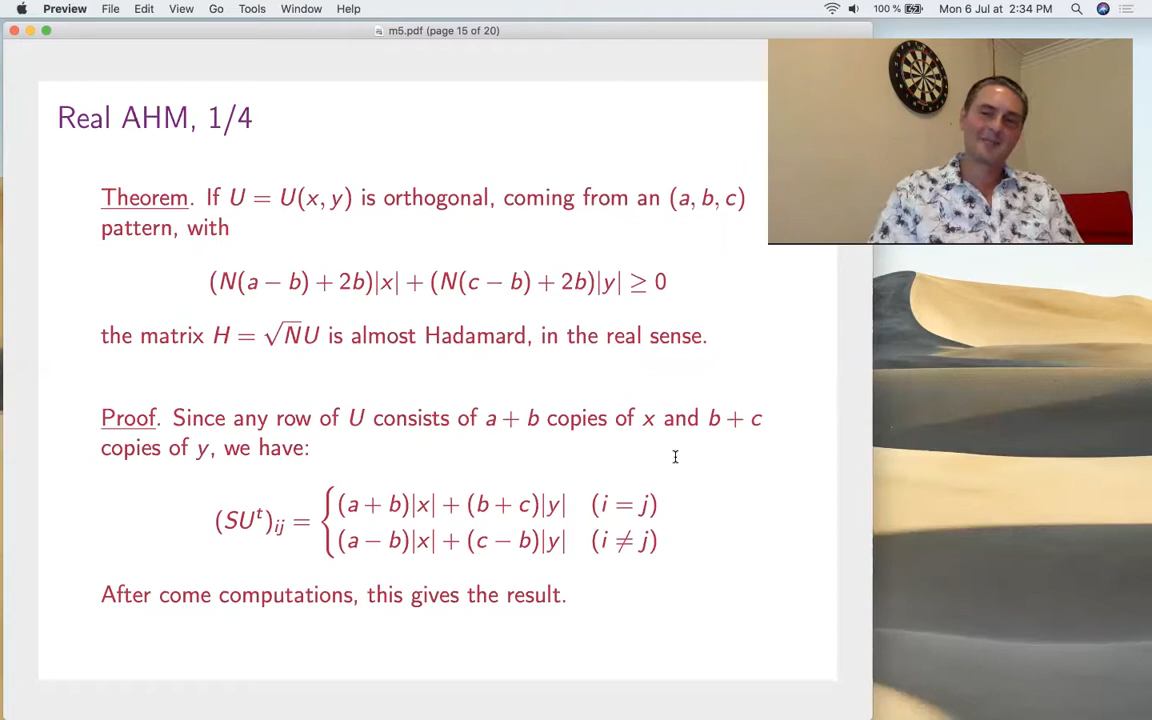 Preview File Edit View Go Tools Window Help 100 % Mon 6 Jul at 2:34 PM
m5.pdf (page 15 of 20)
Real AHM, 1/4
Theorem. If U = U(x, y) is orthogonal, coming from an (a, b, c)
pattern, with
(N(a − b) + 2b)|x| + (N(c − b) + 2b)|y| ≥ 0
the matrix H = √N U is almost Hadamard, in the real sense.
Proof. Since any row of U consists of a + b copies of x and b + c
copies of y, we have:
(SUᵗ)ᵢⱼ = { (a + b)|x| + (b + c)|y| (i = j)
(a − b)|x| + (c − b)|y| (i ≠ j)
After come computations, this gives the result.